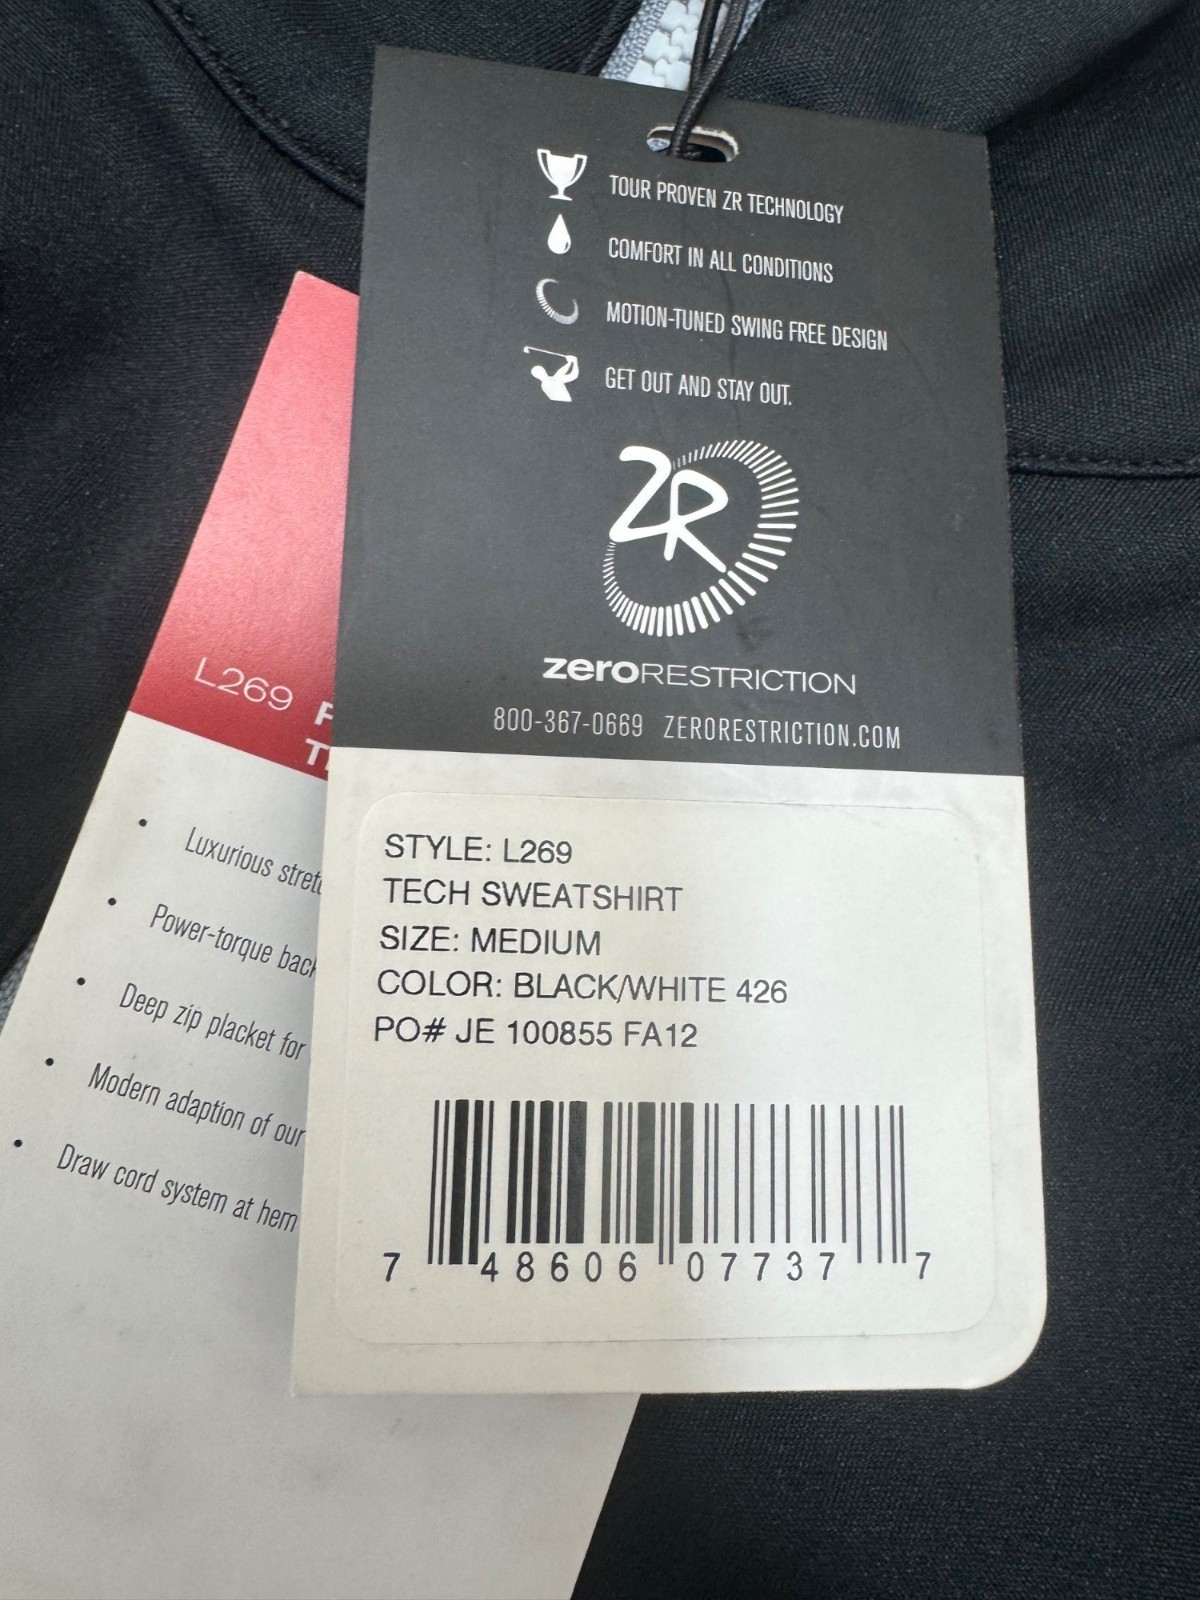 TOUR PROVEN ZR TECHNOLOGY
COMFORT IN ALL CONDITIONS
MOTION-TUNED SWING FREE DESIGN
GET OUT AND STAY OUT.
ZR
zeroRESTRICTION
800-367-0669 ZERORESTRICTION.COM
STYLE: L269
TECH SWEATSHIRT
SIZE: MEDIUM
COLOR: BLACK/WHITE 426
PO# JE 100855 FA12
7 48606 07737 7
L269
• Luxurious
• Power-torque back
• Deep zip placket for
• Modern adaption of our
• Draw cord system at hem